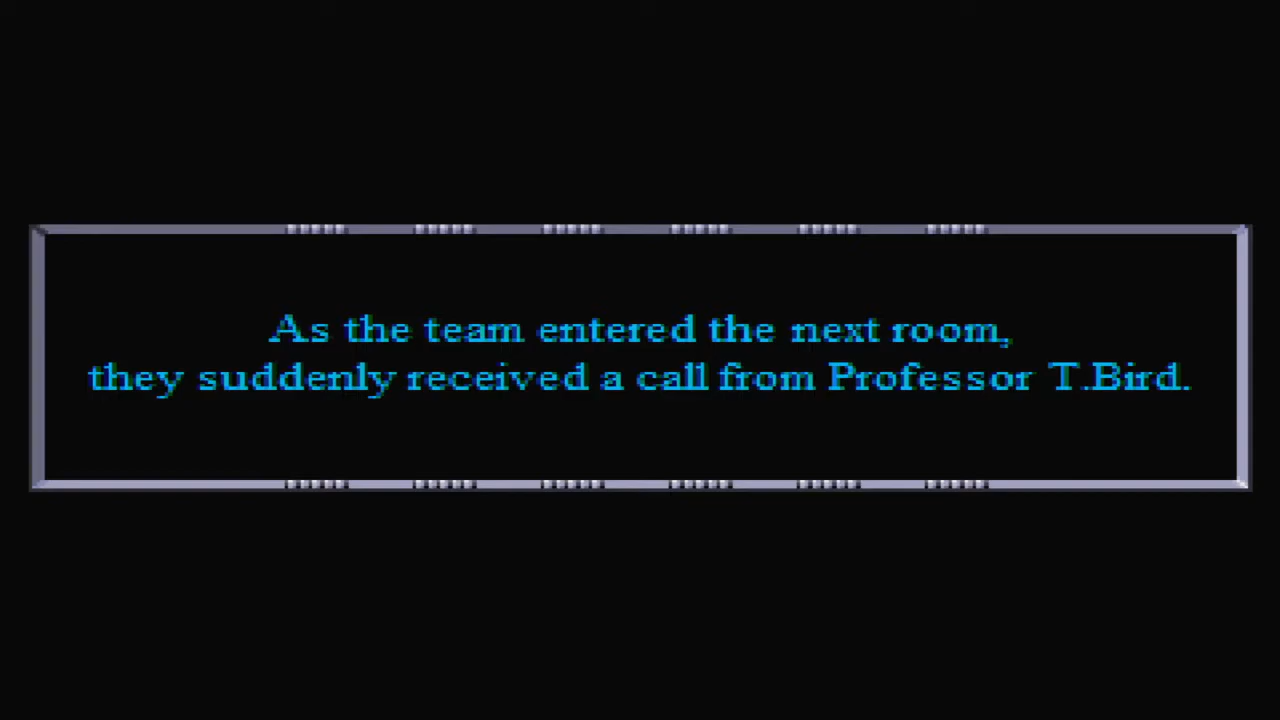 As the team entered the next room,
they suddenly received a call from Professor T.Bird.